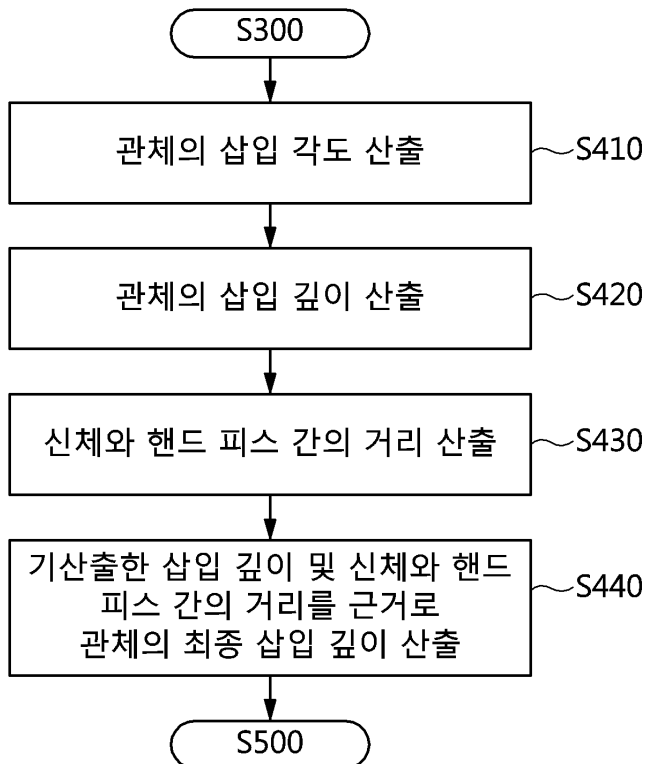 S300
관체의 삽입 각도 산출
S410
관체의 삽입 깊이 산출
S420
신체와 핸드 피스 간의 거리 산출
S430
기산출한 삽입 깊이 및 신체와 핸드
피스 간의 거리를 근거로
관체의 최종 삽입 깊이 산출
S440
S500